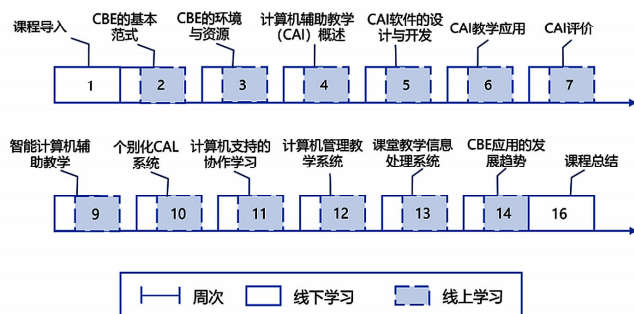 课程导入
CBE的基本
范式
CBE的环境
与资源
计算机辅助教学
（CAI）概述
CAI软件的设
计与开发
CAI教学应用
CAI评价
1
2
3
4
5
6
7
智能计算机辅
助教学
个别化CAL
系统
计算机支持的
协作学习
计算机管理教
学系统
课堂教学信息
处理系统
CBE应用的发
展趋势
课程总结
9
10
11
12
13
14
16
周次
线下学习
线上学习